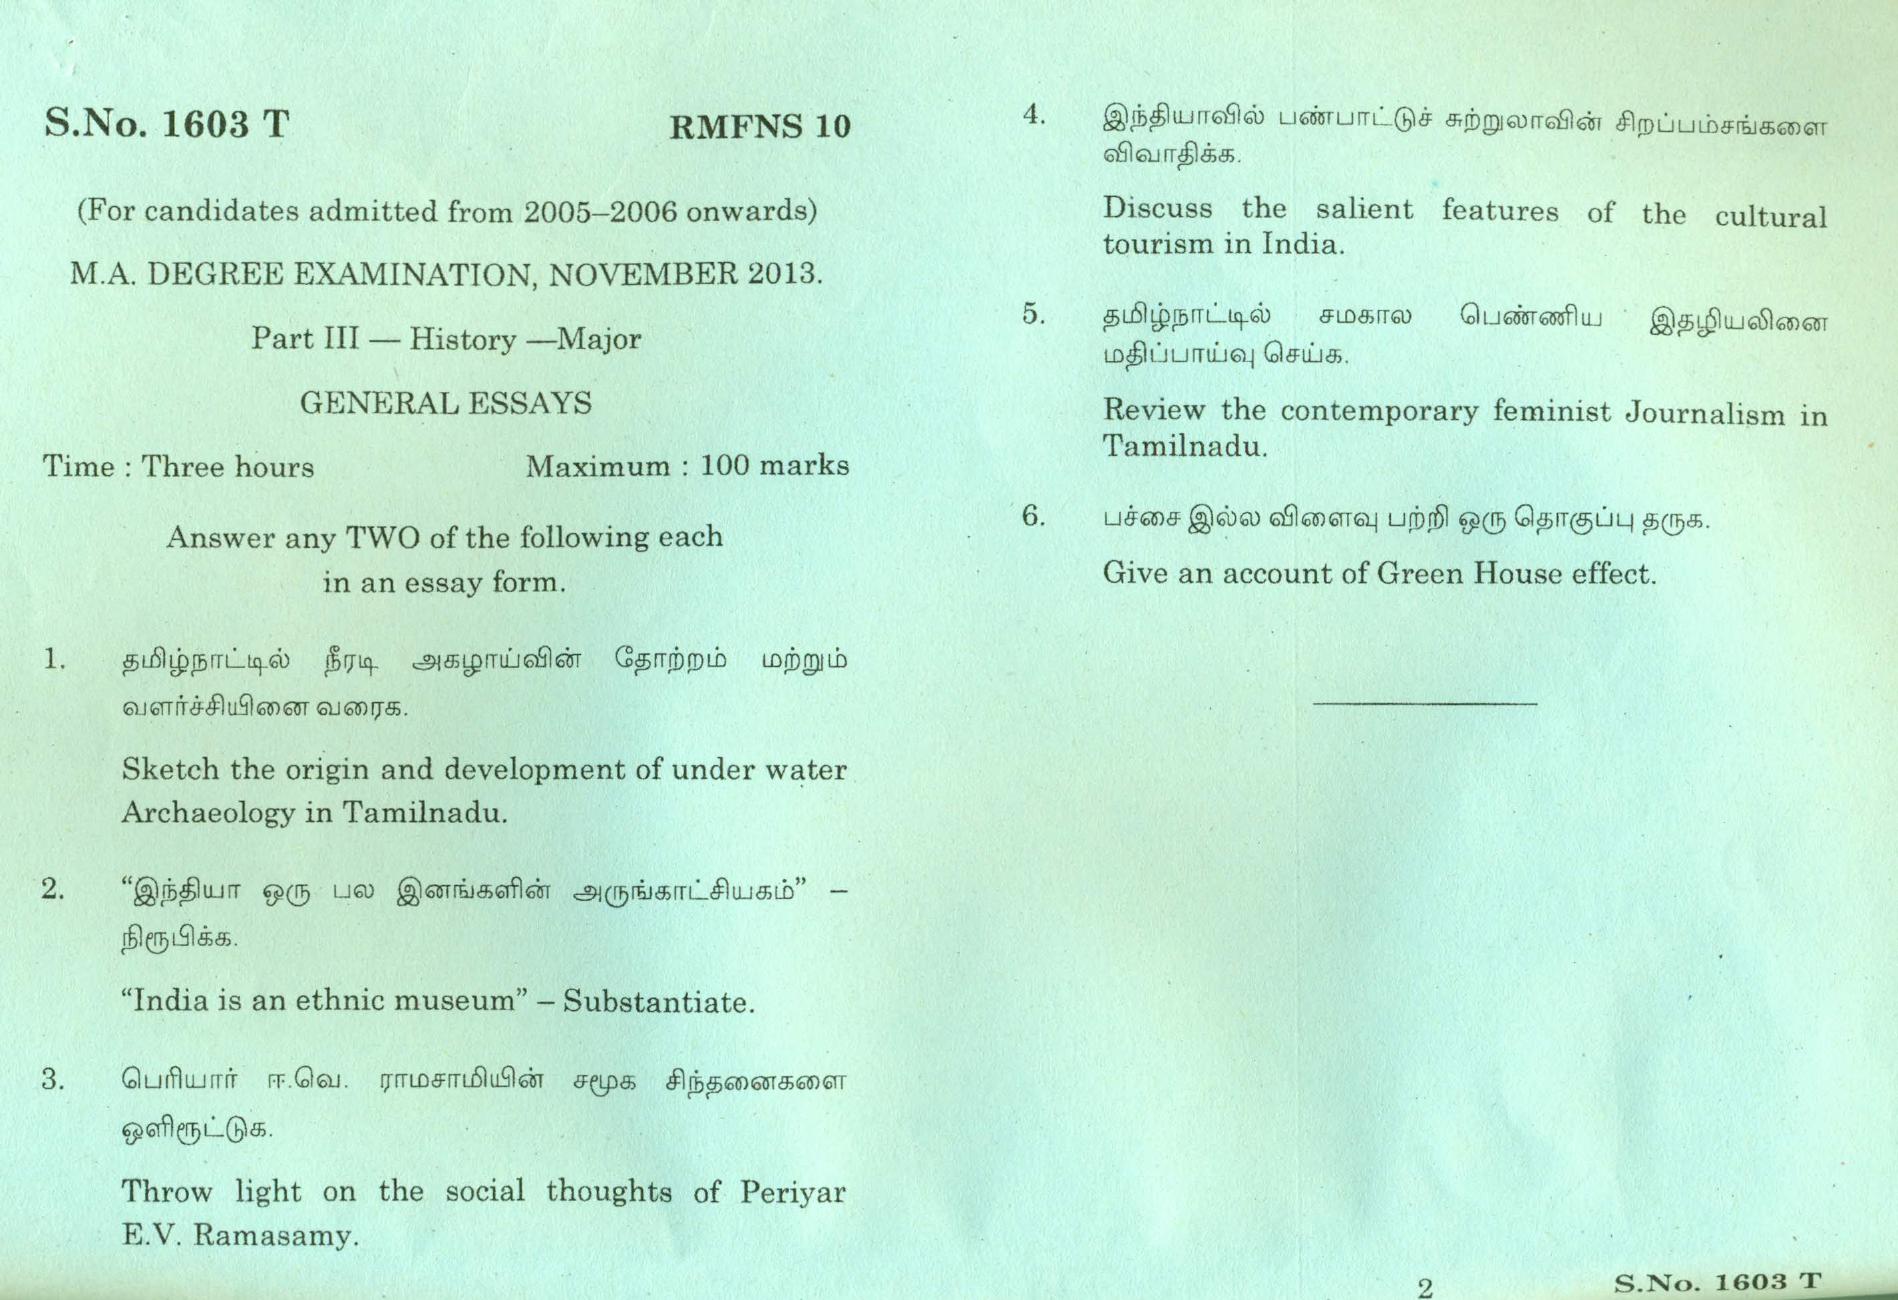 S.No. 1603 T RMFNS 10
(For candidates admitted from 2005–2006 onwards)
M.A. DEGREE EXAMINATION, NOVEMBER 2013.
Part III — History —Major
GENERAL ESSAYS
Time : Three hours Maximum : 100 marks
Answer any TWO of the following each
in an essay form.
1. தமிழ்நாட்டில் நீரடி அகழாய்வின் தோற்றம் மற்றும்
வளர்ச்சியினை வரைக.
Sketch the origin and development of under water
Archaeology in Tamilnadu.
2. “இந்தியா ஒரு பல இனங்களின் அருங்காட்சியகம்” –
நிரூபிக்க.
“India is an ethnic museum” – Substantiate.
3. பெரியார் ஈ.வெ. ராமசாமியின் சமூக சிந்தனைகளை
ஒளிரூட்டுக.
Throw light on the social thoughts of Periyar
E.V. Ramasamy.
4. இந்தியாவில் பண்பாட்டுச் சுற்றுலாவின் சிறப்பம்சங்களை
விவாதிக்க.
Discuss the salient features of the cultural
tourism in India.
5. தமிழ்நாட்டில் சமகால பெண்ணிய இதழியலினை
மதிப்பாய்வு செய்க.
Review the contemporary feminist Journalism in
Tamilnadu.
6. பச்சை இல்ல விளைவு பற்றி ஒரு தொகுப்பு தருக.
Give an account of Green House effect.
2 S.No. 1603 T